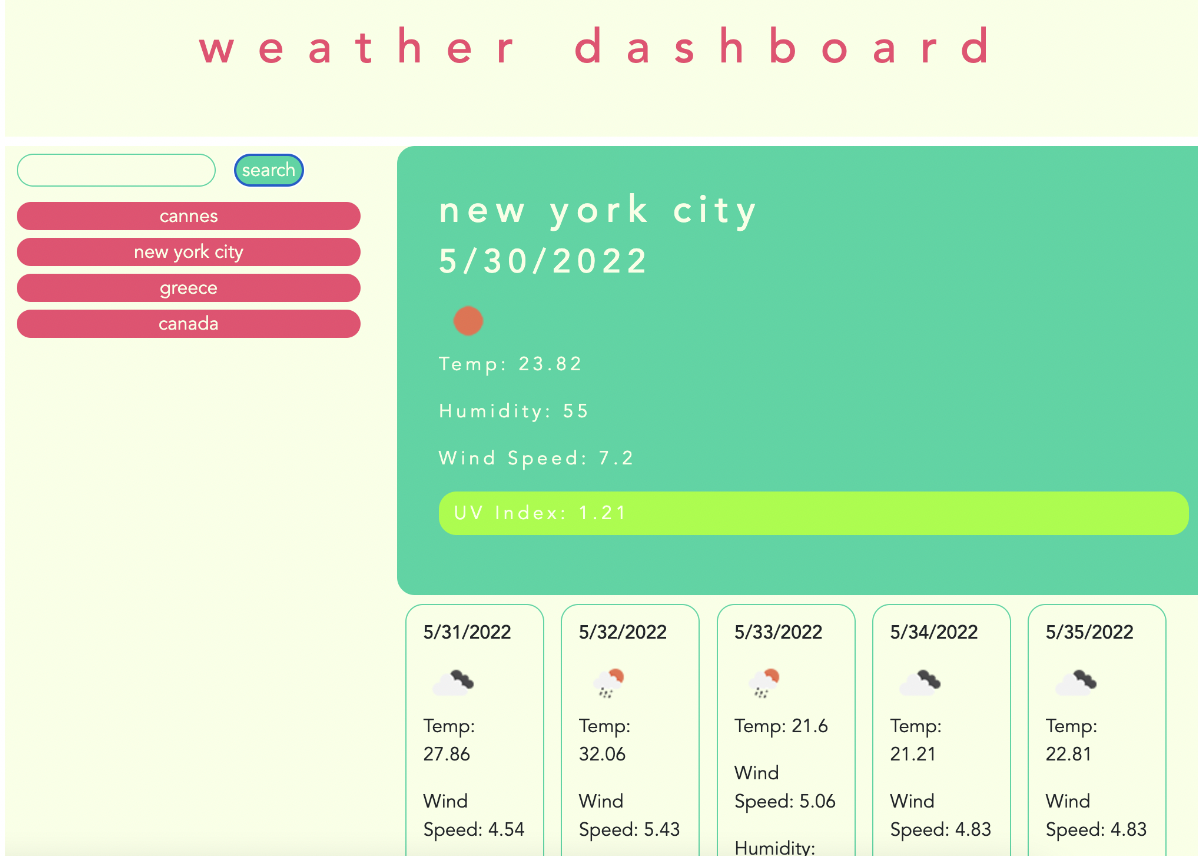 weather dashboard
search
cannes
new york city
greece
canada
new york city
5/30/2022
Temp: 23.82
Humidity: 55
Wind Speed: 7.2
UV Index: 1.21
5/31/2022
Temp:
27.86
Wind
Speed: 4.54
5/32/2022
Temp:
32.06
Wind
Speed: 5.43
5/33/2022
Temp: 21.6
Wind
Speed: 5.06
Humidity:
5/34/2022
Temp:
21.21
Wind
Speed: 4.83
5/35/2022
Temp:
22.81
Wind
Speed: 4.83